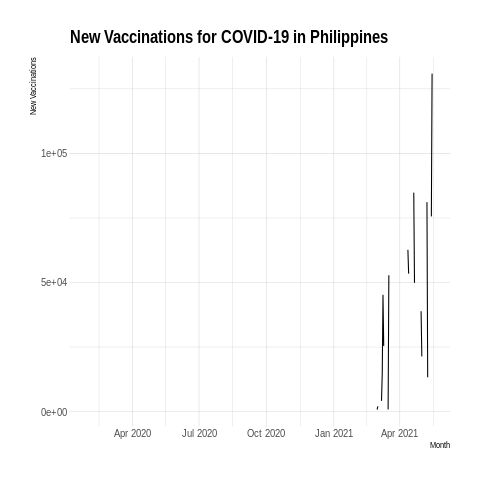 New Vaccinations for COVID-19 in Philippines
New Vaccinations
1e+05
5e+04
0e+00
Apr 2020 Jul 2020 Oct 2020 Jan 2021 Apr 2021
Month